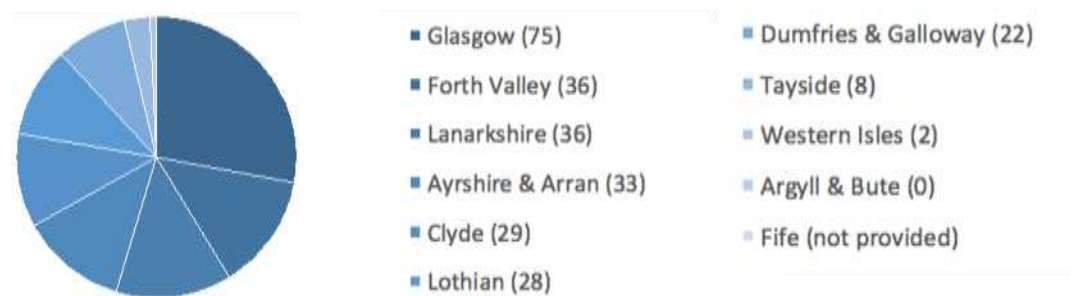 Glasgow (75)
Forth Valley (36)
Lanarkshire (36)
Ayrshire & Arran (33)
Clyde (29)
Lothian (28)
Dumfries & Galloway (22)
Tayside (8)
Western Isles (2)
Argyll & Bute (0)
Fife (not provided)